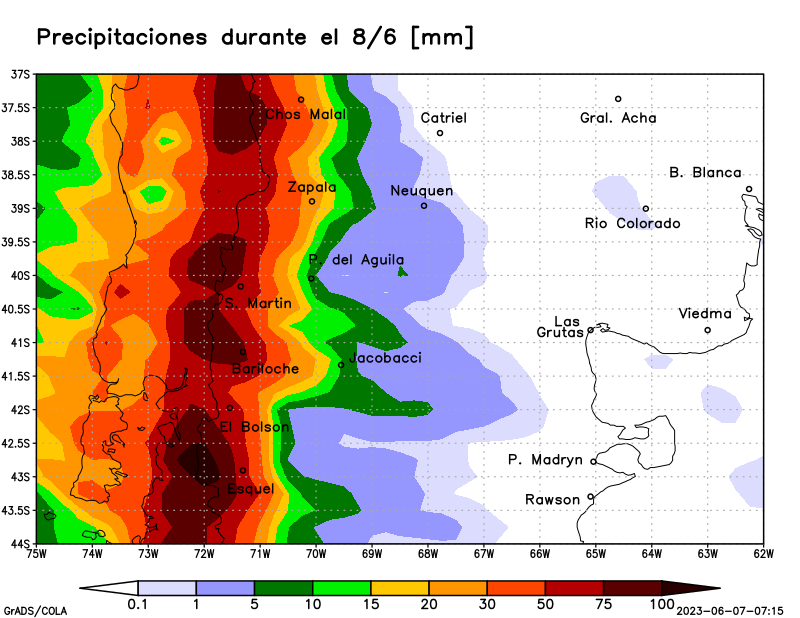 Precipitaciones durante el 8/6 [mm]
37S
37.5S
38S
38.5S
39S
39.5S
40S
40.5S
41S
41.5S
42S
42.5S
43S
43.5S
44S
Chos Malal
Catriel
Gral. Acha
B. Blanca
Zapala
Neuquen
Rio Colorado
P. del Aguila
S. Martin
Viedma
Las
Grutas
Bariloche
Jacobacci
El Bolson
P. Madryn
Esquel
Rawson
75W 74W 73W 72W 71W 70W 69W 68W 67W 66W 65W 64W 63W 62W
0.1 1 5 10 15 20 30 50 75 100
GrADS/COLA
2023-06-07-07:15